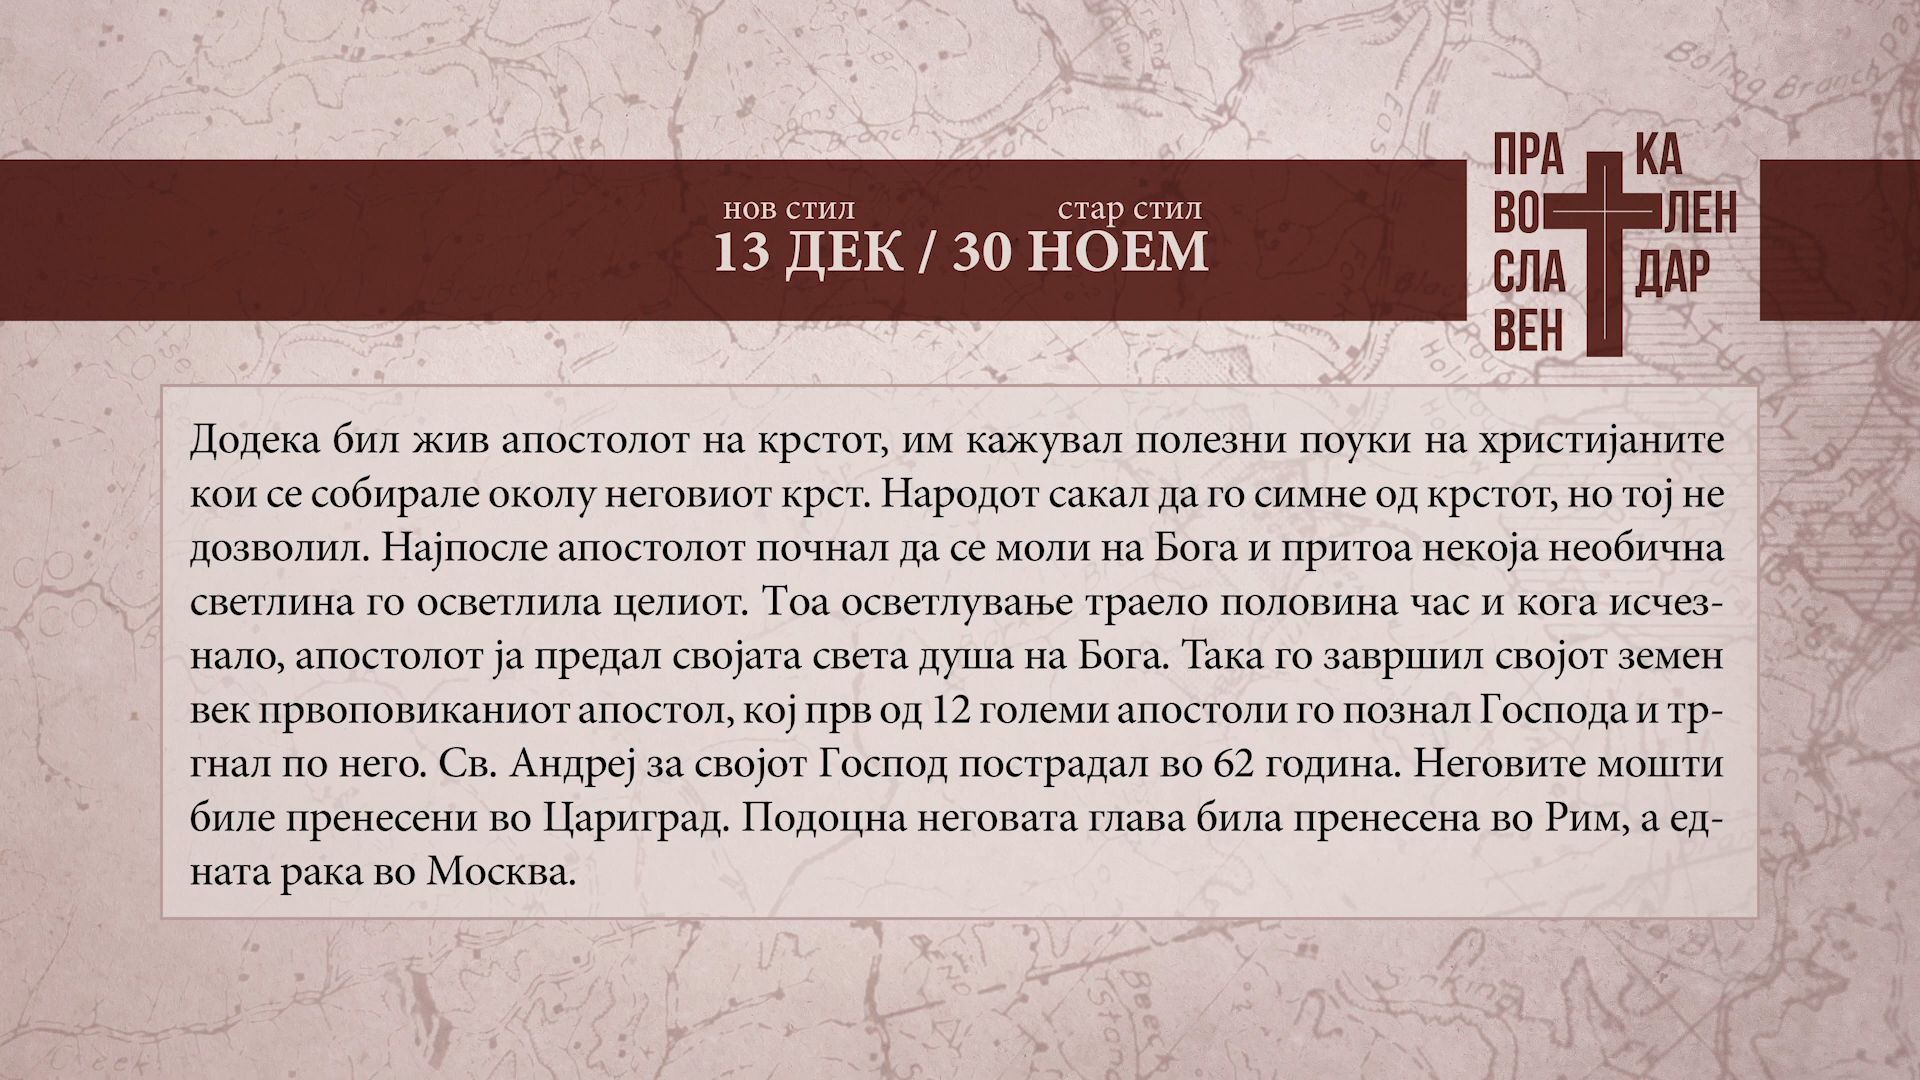 нов стил стар стил
13 ДЕК / 30 НОЕМ
ПРА КА
ВО ЛЕН
СЛА ДАР
ВЕН
Додека бил жив апостолот на крстот, им кажувал полезни поуки на христијаните
кои се собирале околу неговиот крст. Народот сакал да го симне од крстот, но тој не
дозволил. Најпосле апостолот почнал да се моли на Бога и притоа некоја необична
светлина го осветлила целиот. Тоа осветлување траело половина час и кога исчез-
нало, апостолот ја предал својата света душа на Бога. Така го завршил својот земен
век првоповиканиот апостол, кој прв од 12 големи апостоли го познал Господа и тр-
гнал по него. Св. Андреј за својот Господ пострадал во 62 година. Неговите мошти
биле пренесени во Цариград. Подоцна неговата глава била пренесена во Рим, а ед-
ната рака во Москва.
Boling Branch
Creek